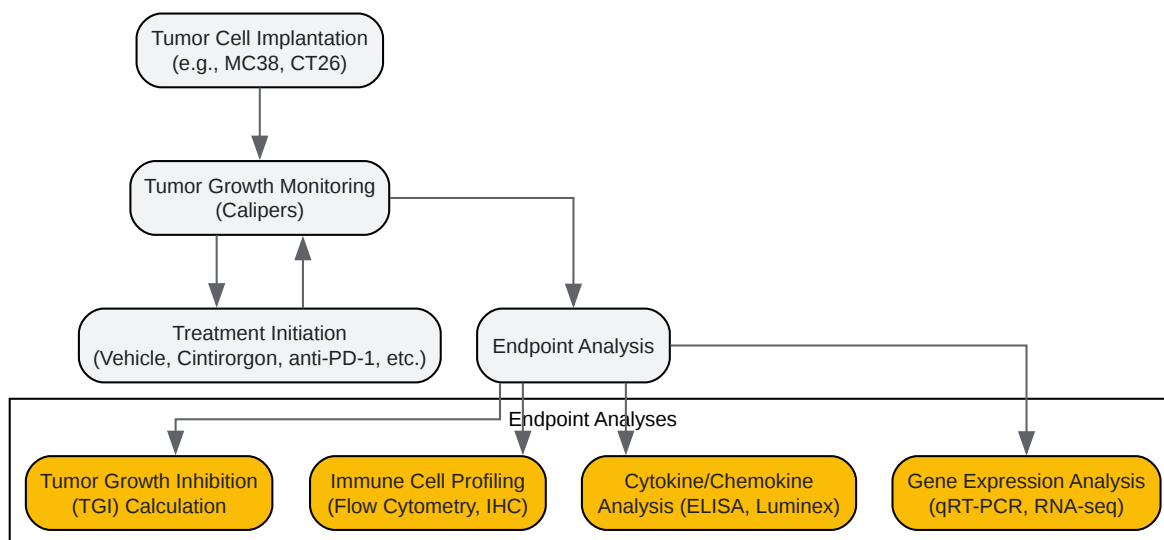 Tumor Cell Implantation
(e.g., MC38, CT26)
Tumor Growth Monitoring
(Calipers)
Treatment Initiation
(Vehicle, Cintirorgon, anti-PD-1, etc.)
Endpoint Analysis
Endpoint Analyses
Tumor Growth Inhibition
(TGI) Calculation
Immune Cell Profiling
(Flow Cytometry, IHC)
Cytokine/Chemokine
Analysis (ELISA, Luminex)
Gene Expression Analysis
(qRT-PCR, RNA-seq)